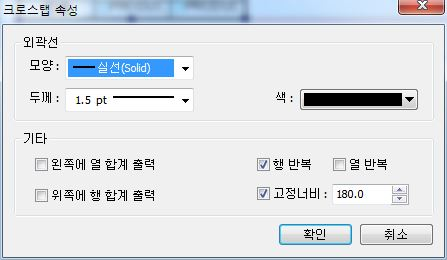 크로스탭 속성
외곽선
모양 : 실선(Solid)
두께 : 1.5 pt 색 :
기타
왼쪽에 열 합계 출력 행 반복 열 반복
위쪽에 행 합계 출력 고정너비 : 180.0
확인 취소